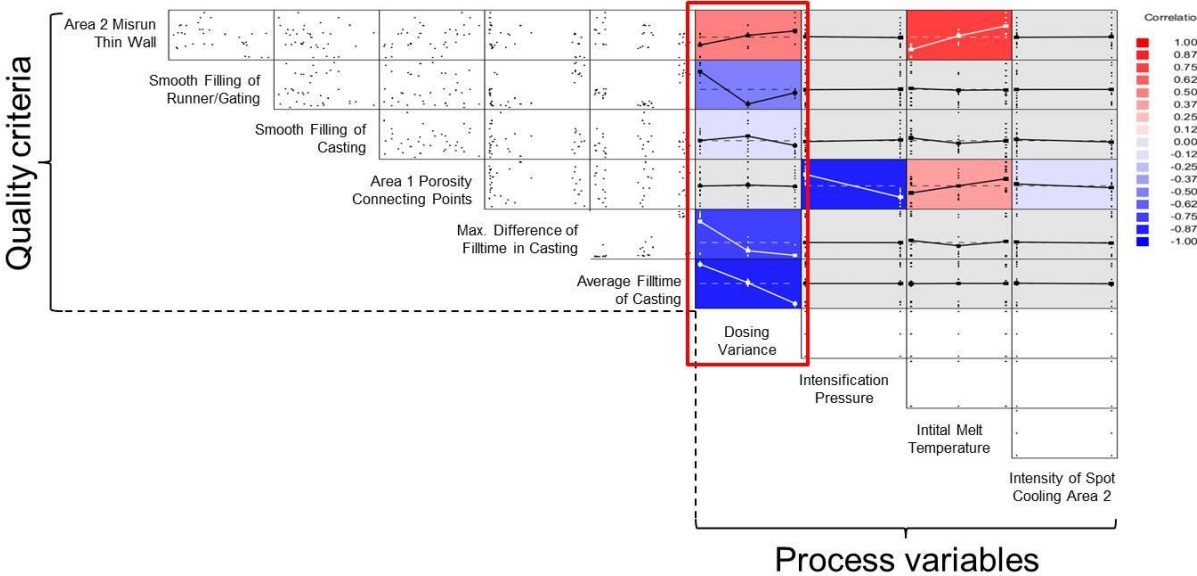 Quality criteria
Area 2 Misrun
Thin Wall
Smooth Filling of
Runner/Gating
Smooth Filling of
Casting
Area 1 Porosity
Connecting Points
Max. Difference of
Filltime in Casting
Average Filltime
of Casting
Dosing
Variance
Intensification
Pressure
Intital Melt
Temperature
Intensity of Spot
Cooling Area 2
Process variables
Correlatio
1.00
0.87
0.75
0.62
0.50
0.37
0.25
0.12
0.00
-0.12
-0.25
-0.37
-0.50
-0.62
-0.75
-0.87
-1.00